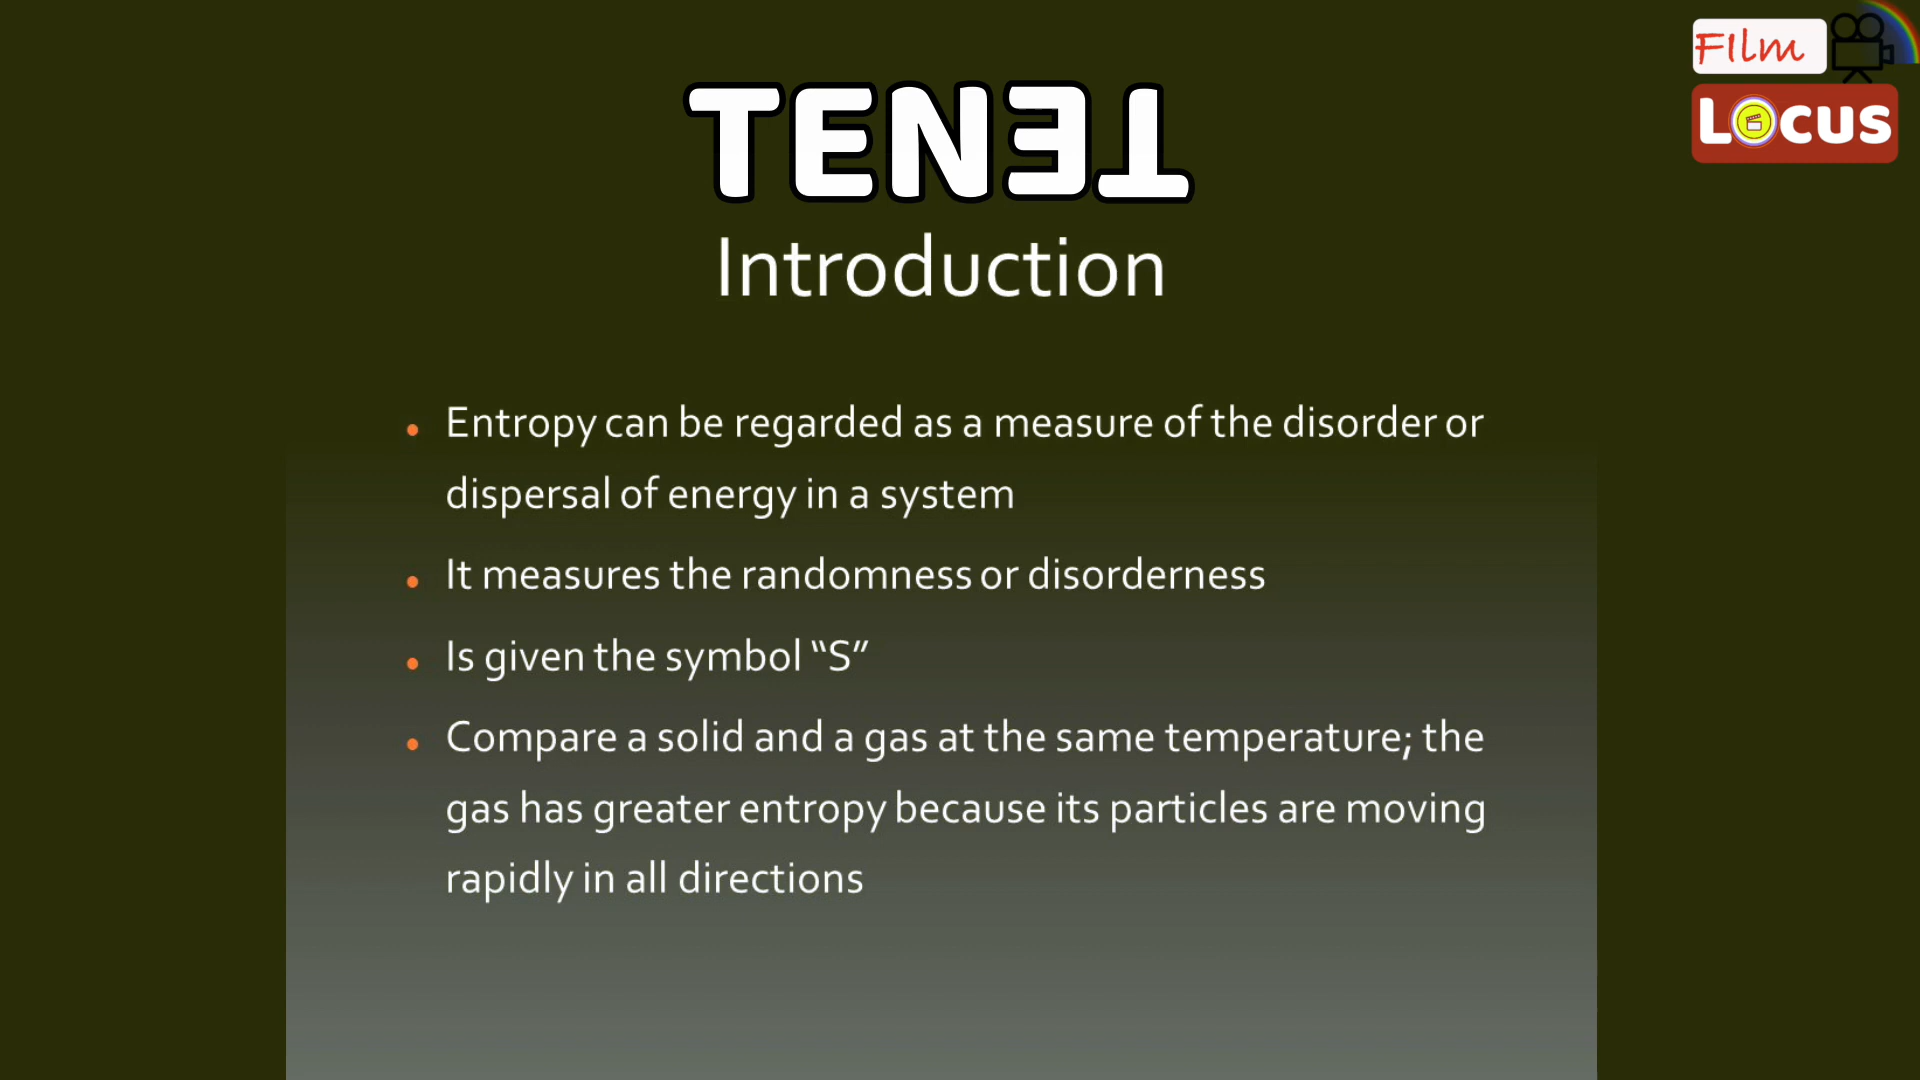 FILM
LOCUS
TENET
Introduction
• Entropy can be regarded as a measure of the disorder or
dispersal of energy in a system
• It measures the randomness or disorderness
• Is given the symbol “S”
• Compare a solid and a gas at the same temperature; the
gas has greater entropy because its particles are moving
rapidly in all directions